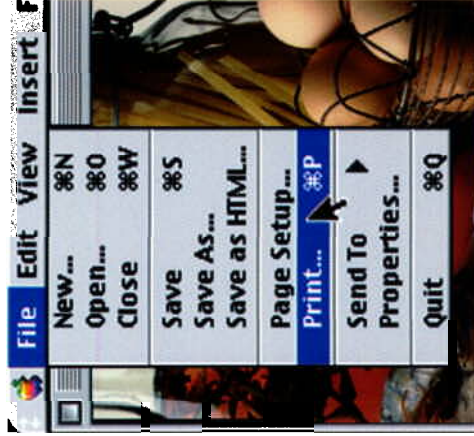 File Edit View Insert F
New... ⌘N
Open... ⌘O
Close ⌘W
Save ⌘S
Save As...
Save as HTML...
Page Setup...
Print... ⌘P
Send To
Properties...
Quit ⌘Q